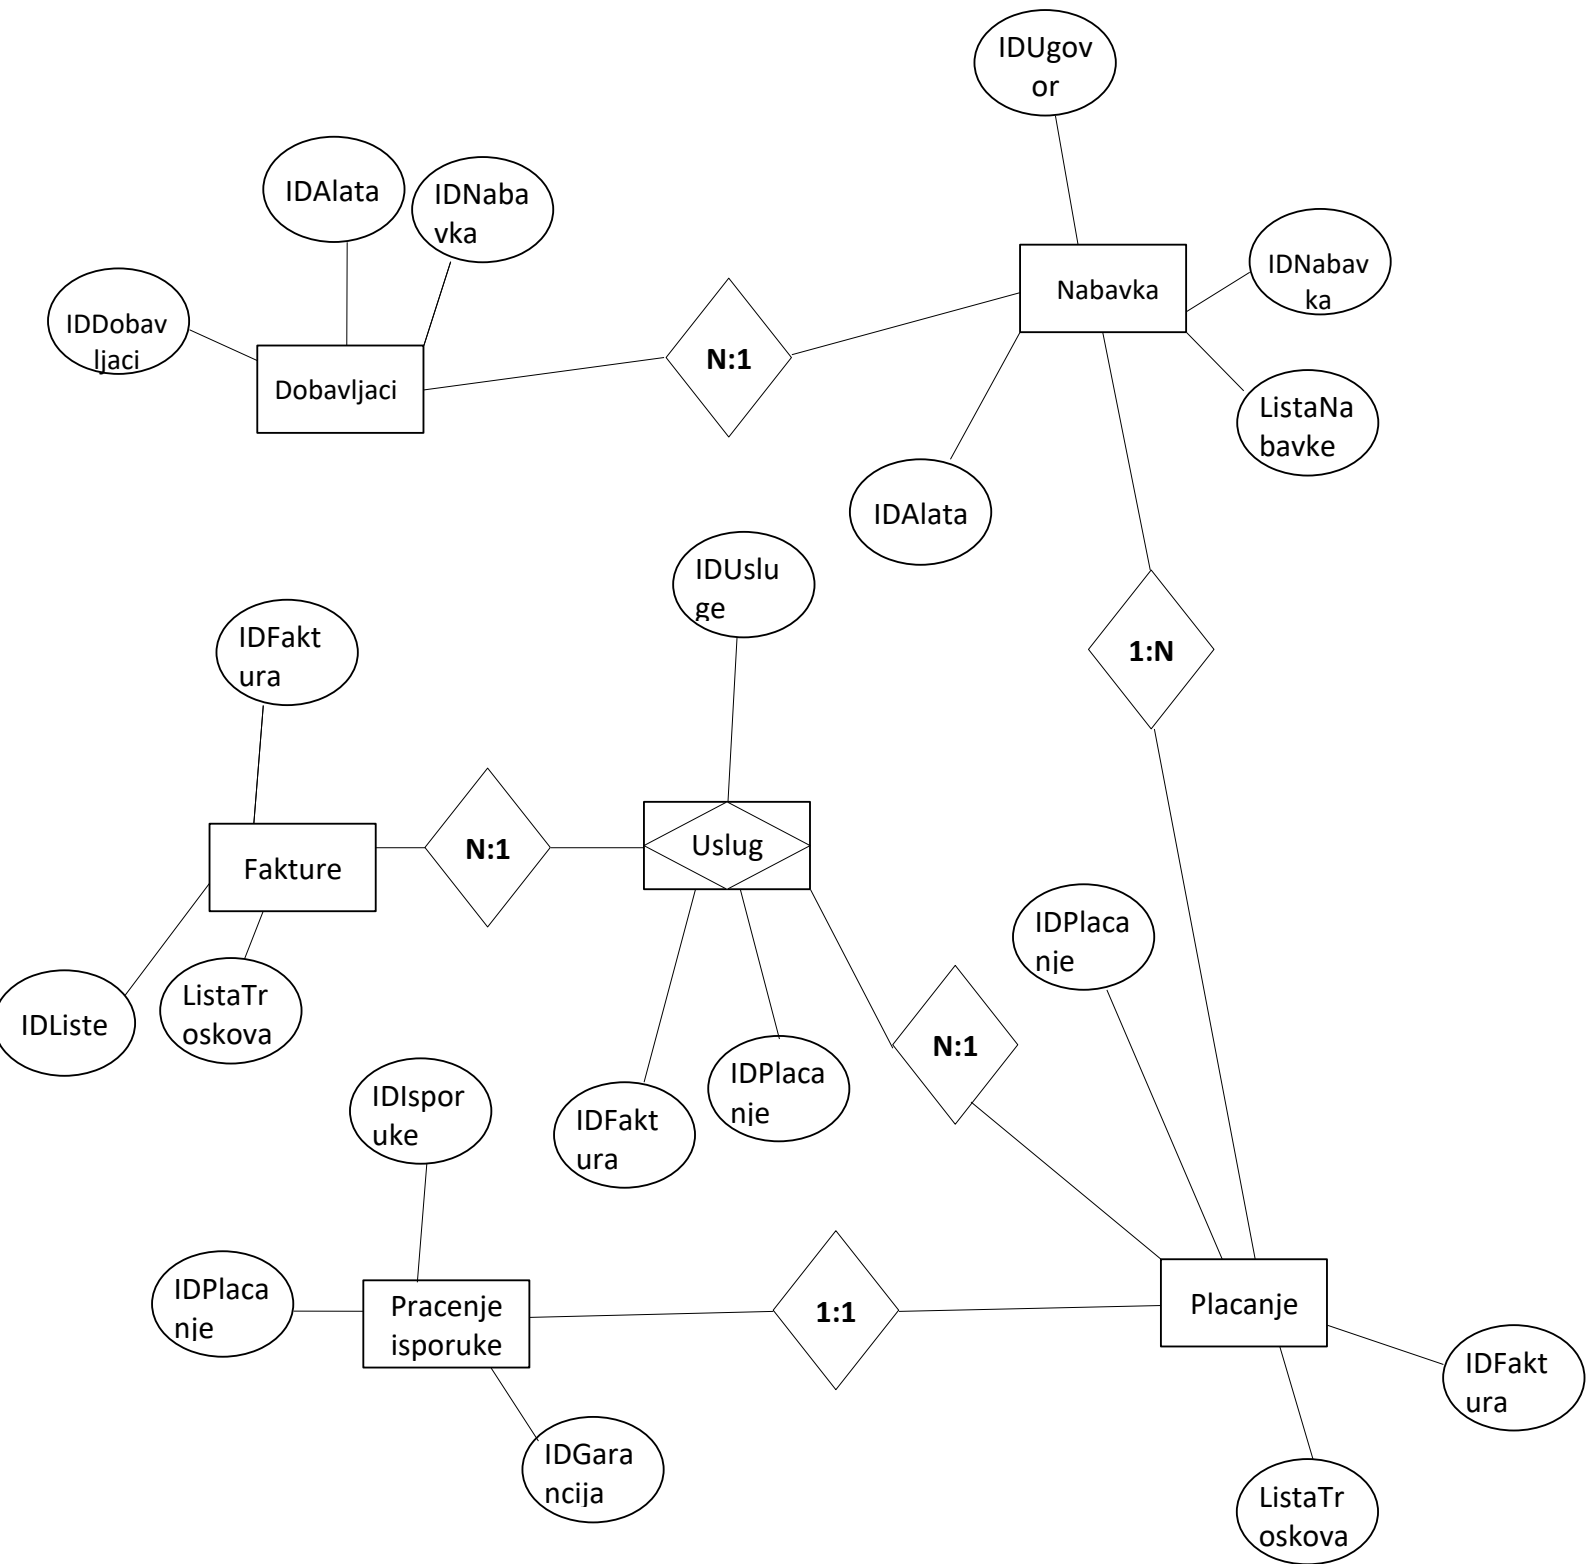 IDUgov
or
IDAlata
IDNaba
vka
IDNabav
ka
Nabavka
IDDobav
ljaci
N:1
Dobavljaci
ListaNa
bavke
IDAlata
IDUslu
ge
IDFakt
ura
1:N
N:1
Uslug
Fakture
IDPlaca
nje
IDListe
ListaTr
oskova
N:1
IDPlaca
nje
IDIspor
uke
IDFakt
ura
IDPlaca
nje
Pracenje
isporuke
1:1
Placanje
IDFakt
ura
IDGara
ncija
ListaTr
oskova